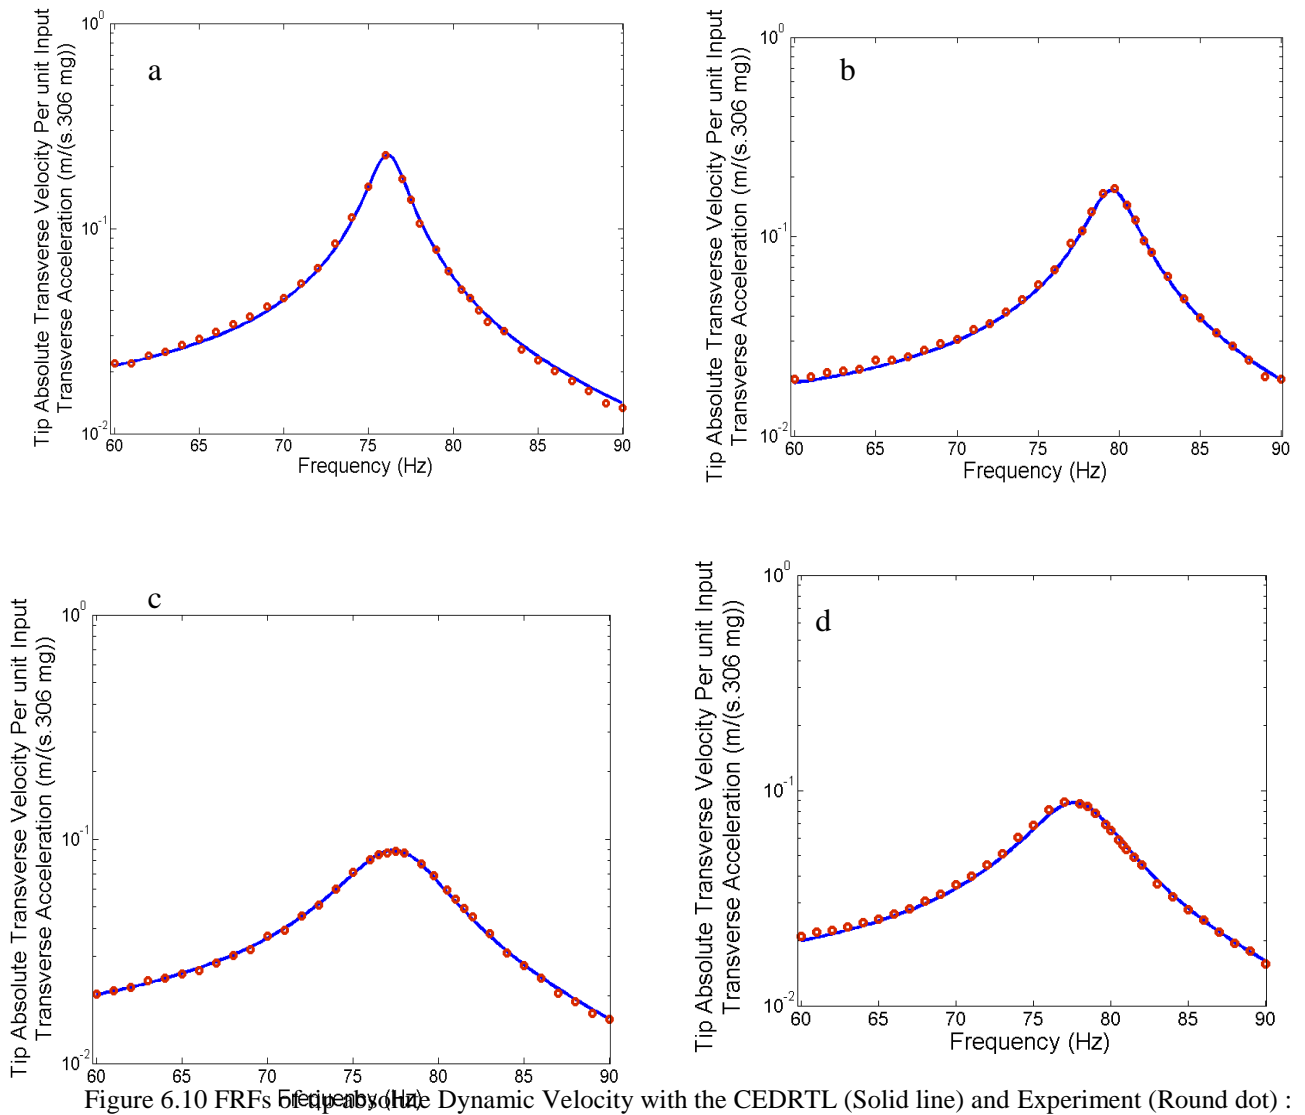 Tip Absolute Transverse Velocity Per unit Input
Transverse Acceleration (m/(s.306 mg))
10^0
10^-1
10^-2
a
60 65 70 75 80 85 90
Frequency (Hz)
Tip Absolute Transverse Velocity Per unit Input
Transverse Acceleration (m/(s.306 mg))
10^0
10^-1
10^-2
b
60 65 70 75 80 85 90
Frequency (Hz)
Tip Absolute Transverse Velocity Per unit Input
Transverse Acceleration (m/(s.306 mg))
10^0
10^-1
10^-2
c
60 65 70 75 80 85 90
Frequency (Hz)
Tip Absolute Transverse Velocity Per unit Input
Transverse Acceleration (m/(s.306 mg))
10^0
10^-1
10^-2
d
60 65 70 75 80 85 90
Frequency (Hz)
Figure 6.10 FRFs of tip absolute Dynamic Velocity with the CEDRTL (Solid line) and Experiment (Round dot) :